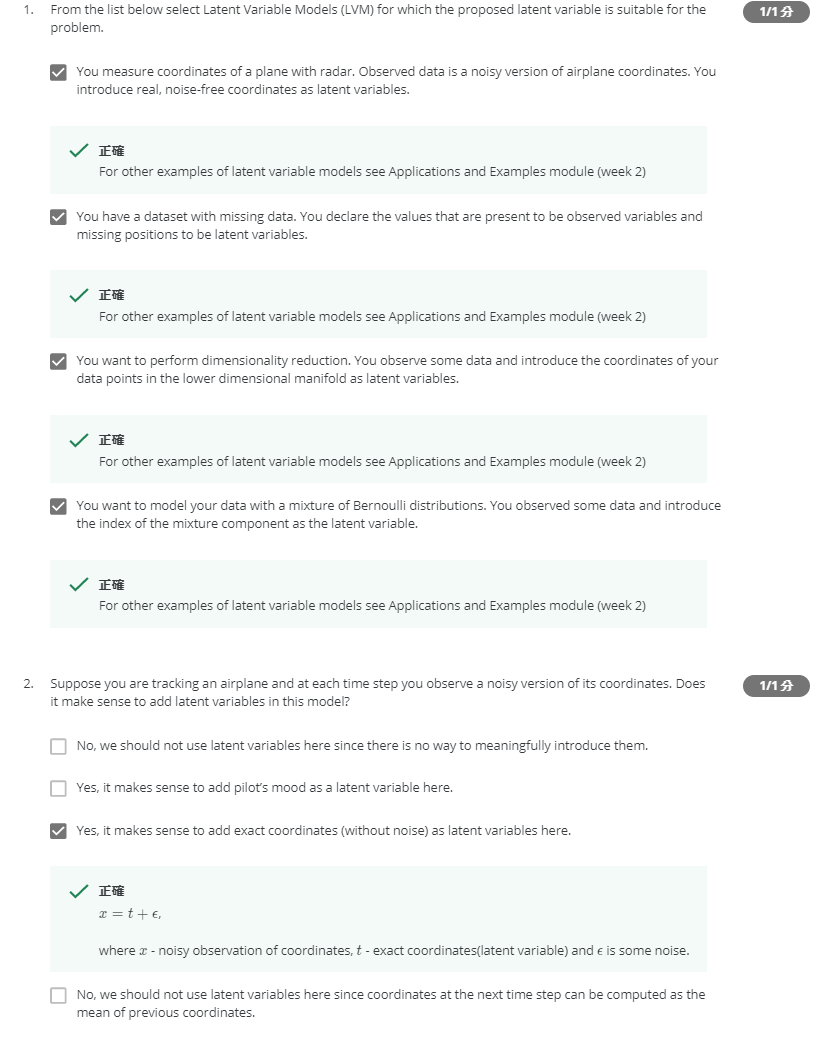 1. From the list below select Latent Variable Models (LVM) for which the proposed latent variable is suitable for the
problem.
1/1分
You measure coordinates of a plane with radar. Observed data is a noisy version of airplane coordinates. You
introduce real, noise-free coordinates as latent variables.
正確
For other examples of latent variable models see Applications and Examples module (week 2)
You have a dataset with missing data. You declare the values that are present to be observed variables and
missing positions to be latent variables.
正確
For other examples of latent variable models see Applications and Examples module (week 2)
You want to perform dimensionality reduction. You observe some data and introduce the coordinates of your
data points in the lower dimensional manifold as latent variables.
正確
For other examples of latent variable models see Applications and Examples module (week 2)
You want to model your data with a mixture of Bernoulli distributions. You observed some data and introduce
the index of the mixture component as the latent variable.
正確
For other examples of latent variable models see Applications and Examples module (week 2)
2. Suppose you are tracking an airplane and at each time step you observe a noisy version of its coordinates. Does
it make sense to add latent variables in this model?
1/1分
No, we should not use latent variables here since there is no way to meaningfully introduce them.
Yes, it makes sense to add pilot's mood as a latent variable here.
Yes, it makes sense to add exact coordinates (without noise) as latent variables here.
正確
x = t + ϵ,
where x - noisy observation of coordinates, t - exact coordinates(latent variable) and ϵ is some noise.
No, we should not use latent variables here since coordinates at the next time step can be computed as the
mean of previous coordinates.